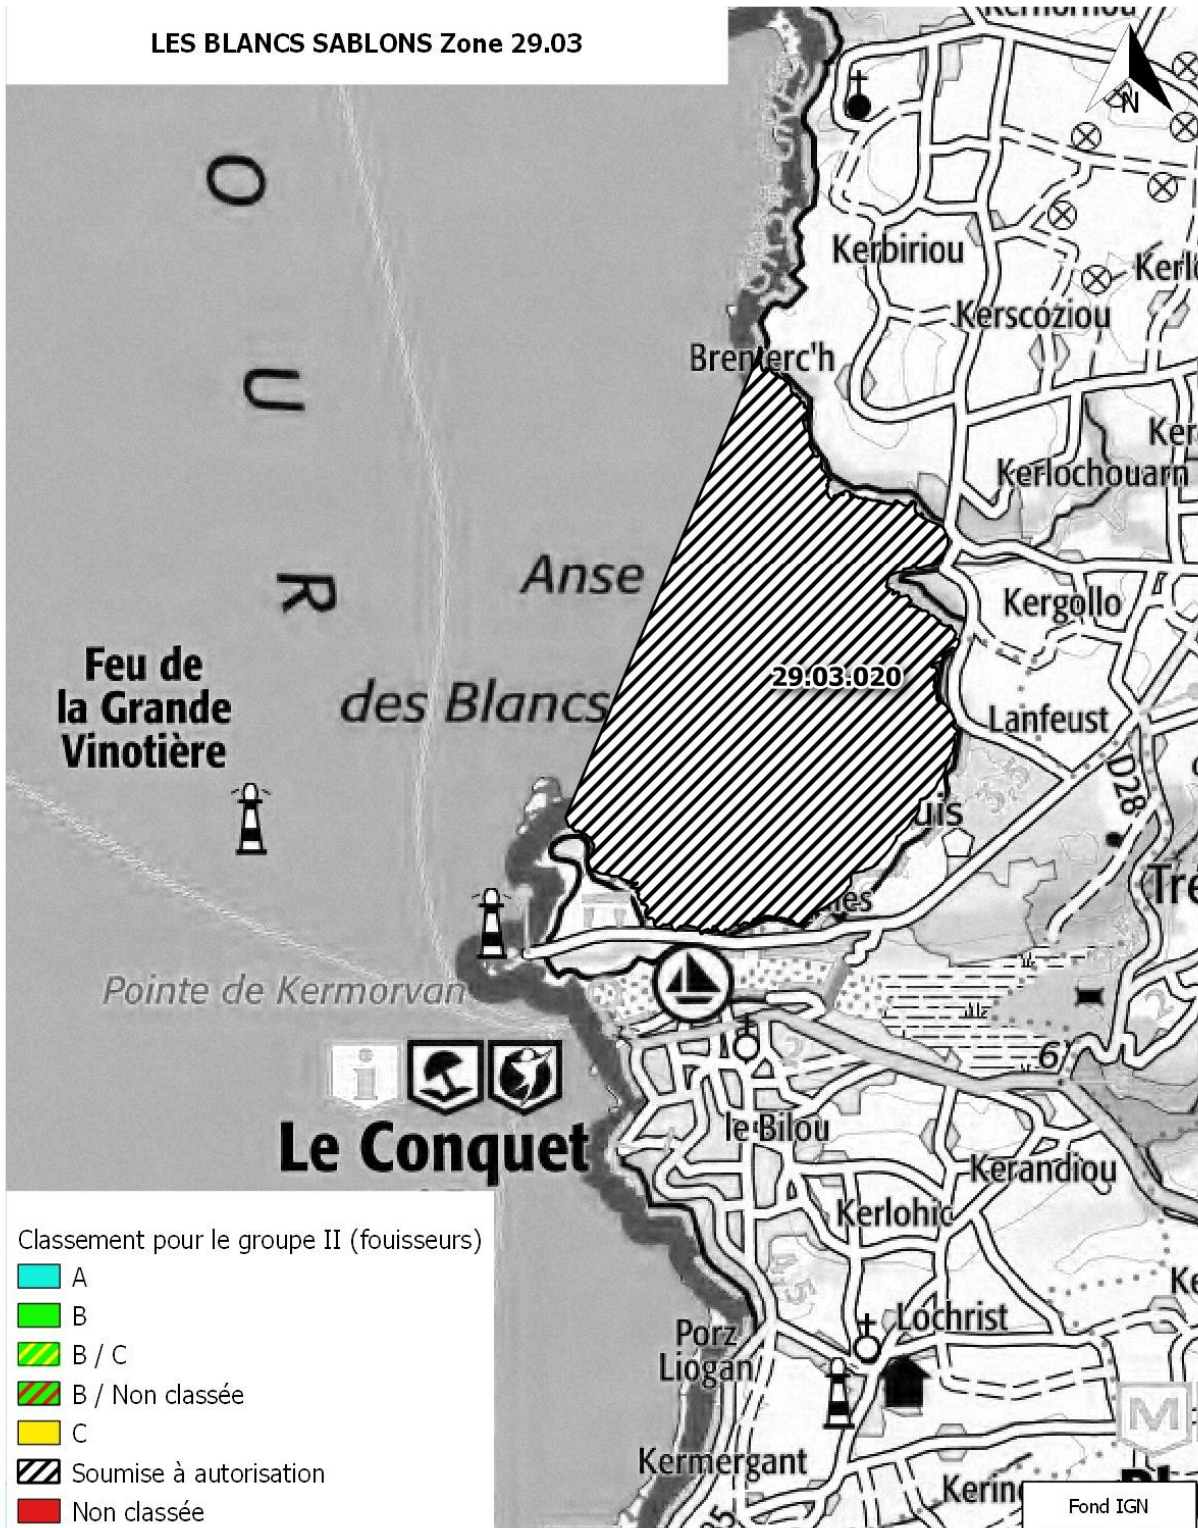 LES BLANCS SABLONS Zone 29.03
N
O
U
R
Kerbiriou
Kerscoziou
Kerlochouarn
Anse
des Blancs
Kergollo
29.03.020
Lanfeust
D28
Feu de
la Grande
Vinotière
Pointe de Kermorvan
i
Le Conquet
le Bilou
Kerandiou
Kerlohic
Lochrist
Porz
Liogan
Kermergant
M
Classement pour le groupe II (fouisseurs)
A
B
B / C
B / Non classée
C
Soumise à autorisation
Non classée
Fond IGN